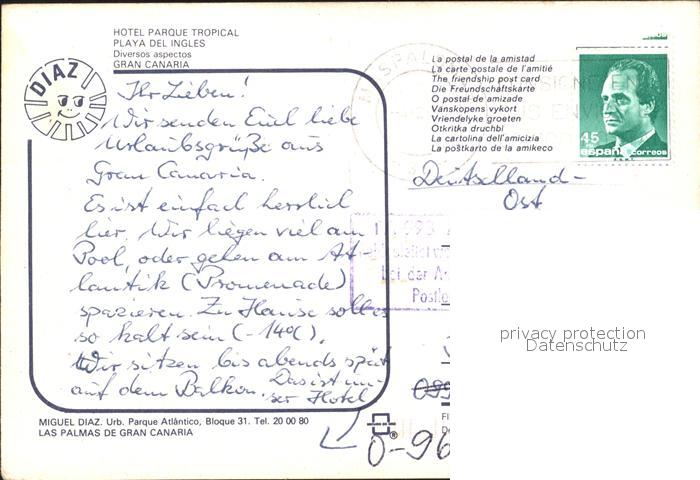 HOTEL PARQUE TROPICAL
PLAYA DEL INGLES
Diversos aspectos
GRAN CANARIA
DIAZ
Ihr Lieben!
Wir senden Euch liebe
Urlaubsgrüße aus
Gran Canaria.
Es ist einfach herrlich
hier. Wir liegen viel am
Pool, oder gehen am At-
lantik (Promenade)
spazieren. Zu Hause soll es
so kalt sein (-14°C).
Wir sitzen bis abends spät
auf dem Balkon. Das ist un-
ser Hotel
MIGUEL DIAZ. Urb. Parque Atlántico, Bloque 31. Tel. 20 00 80
LAS PALMAS DE GRAN CANARIA
La postal de la amistad
La carte postale de l'amitié
The friendship post card
Die Freundschaftskarte
O postal de amizade
Vanskopens vykort
Vriendelyke groeten
Otkritka druchbi
La cartolina dell'amicizia
La poŝtkarto de la amikeco
45
españa correos
F.N.M.T.
Deutschland-
Ost
bei der
Postle
O-96
privacy protection
Datenschutz